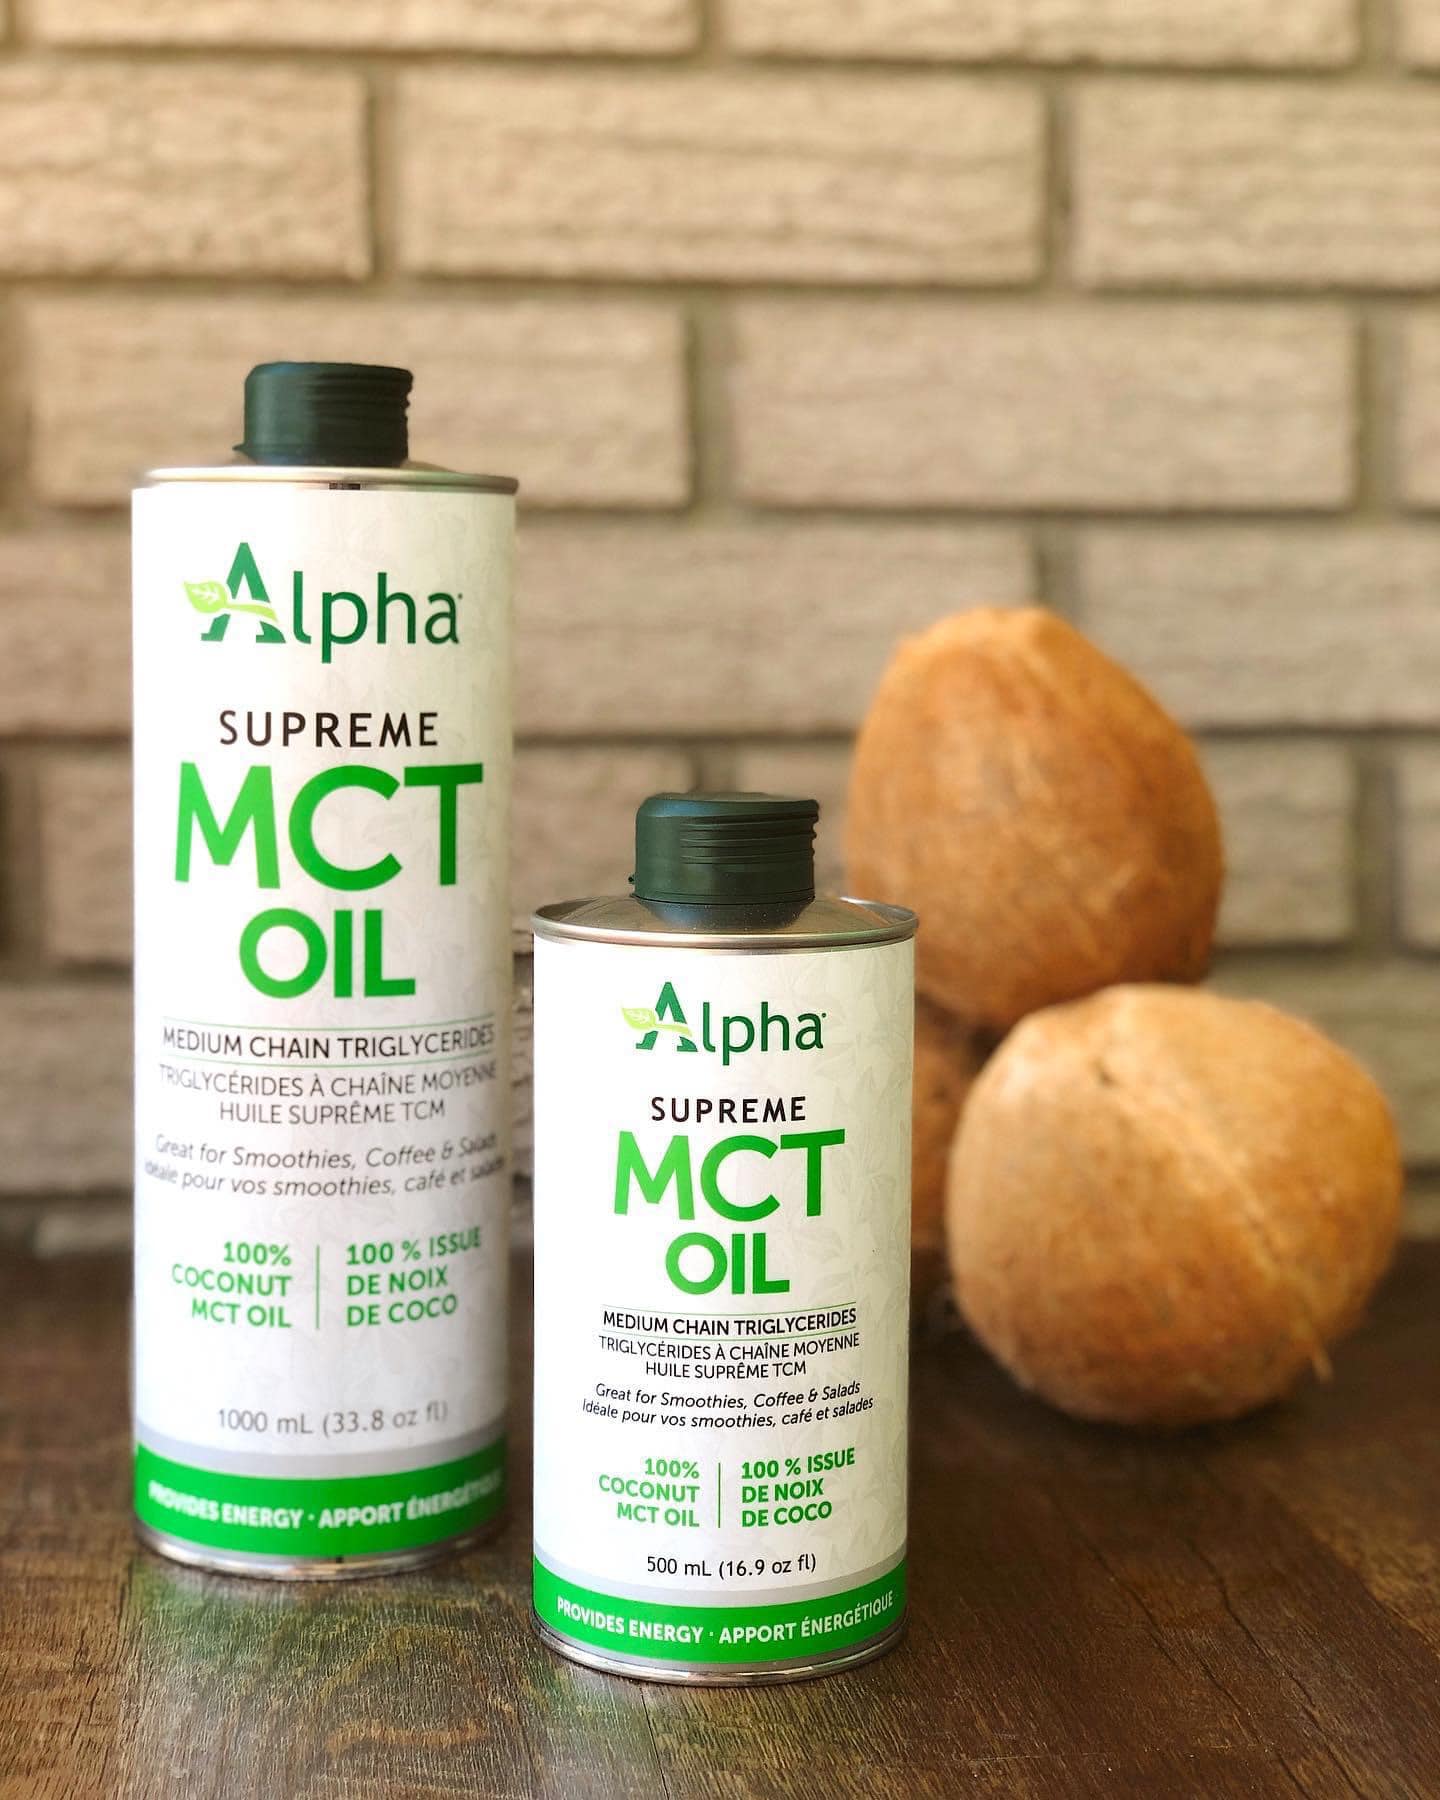 Alpha
SUPREME
MCT
OIL
MEDIUM CHAIN TRIGLYCERIDES
TRIGLYCÉRIDES À CHAÎNE MOYENNE
HUILE SUPRÊME TCM
Great for Smoothies, Coffee & Salads
Idéale pour vos smoothies, café et salades
100%
COCONUT
MCT OIL
100 % ISSUE
DE NOIX
DE COCO
1000 mL (33.8 oz fl)
PROVIDES ENERGY · APPORT ÉNERGÉTIQUE
Alpha
SUPREME
MCT
OIL
MEDIUM CHAIN TRIGLYCERIDES
TRIGLYCÉRIDES À CHAÎNE MOYENNE
HUILE SUPRÊME TCM
Great for Smoothies, Coffee & Salads
Idéale pour vos smoothies, café et salades
100%
COCONUT
MCT OIL
100 % ISSUE
DE NOIX
DE COCO
500 mL (16.9 oz fl)
PROVIDES ENERGY · APPORT ÉNERGÉTIQUE